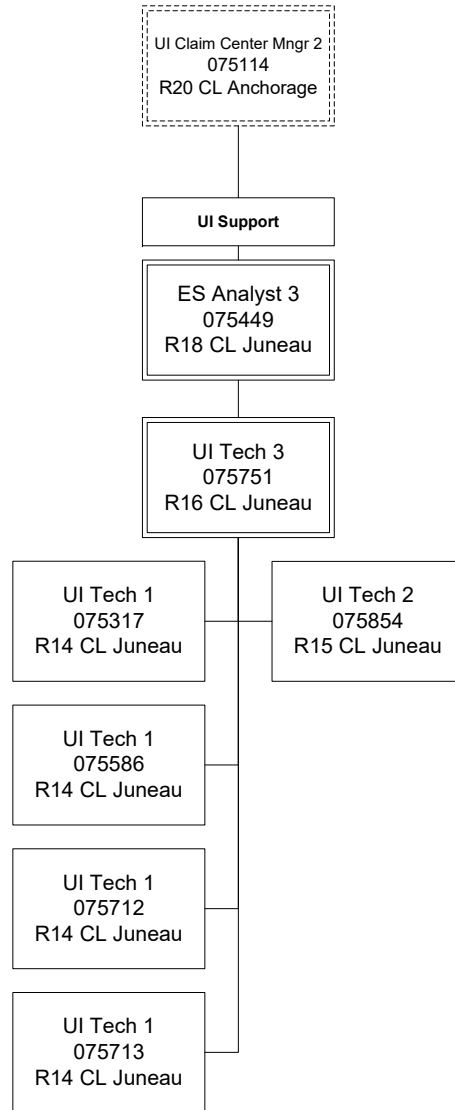 UI Claim Center Mngr 2
075114
R20 CL Anchorage
UI Support
ES Analyst 3
075449
R18 CL Juneau
UI Tech 3
075751
R16 CL Juneau
UI Tech 1
075317
R14 CL Juneau
UI Tech 2
075854
R15 CL Juneau
UI Tech 1
075586
R14 CL Juneau
UI Tech 1
075712
R14 CL Juneau
UI Tech 1
075713
R14 CL Juneau